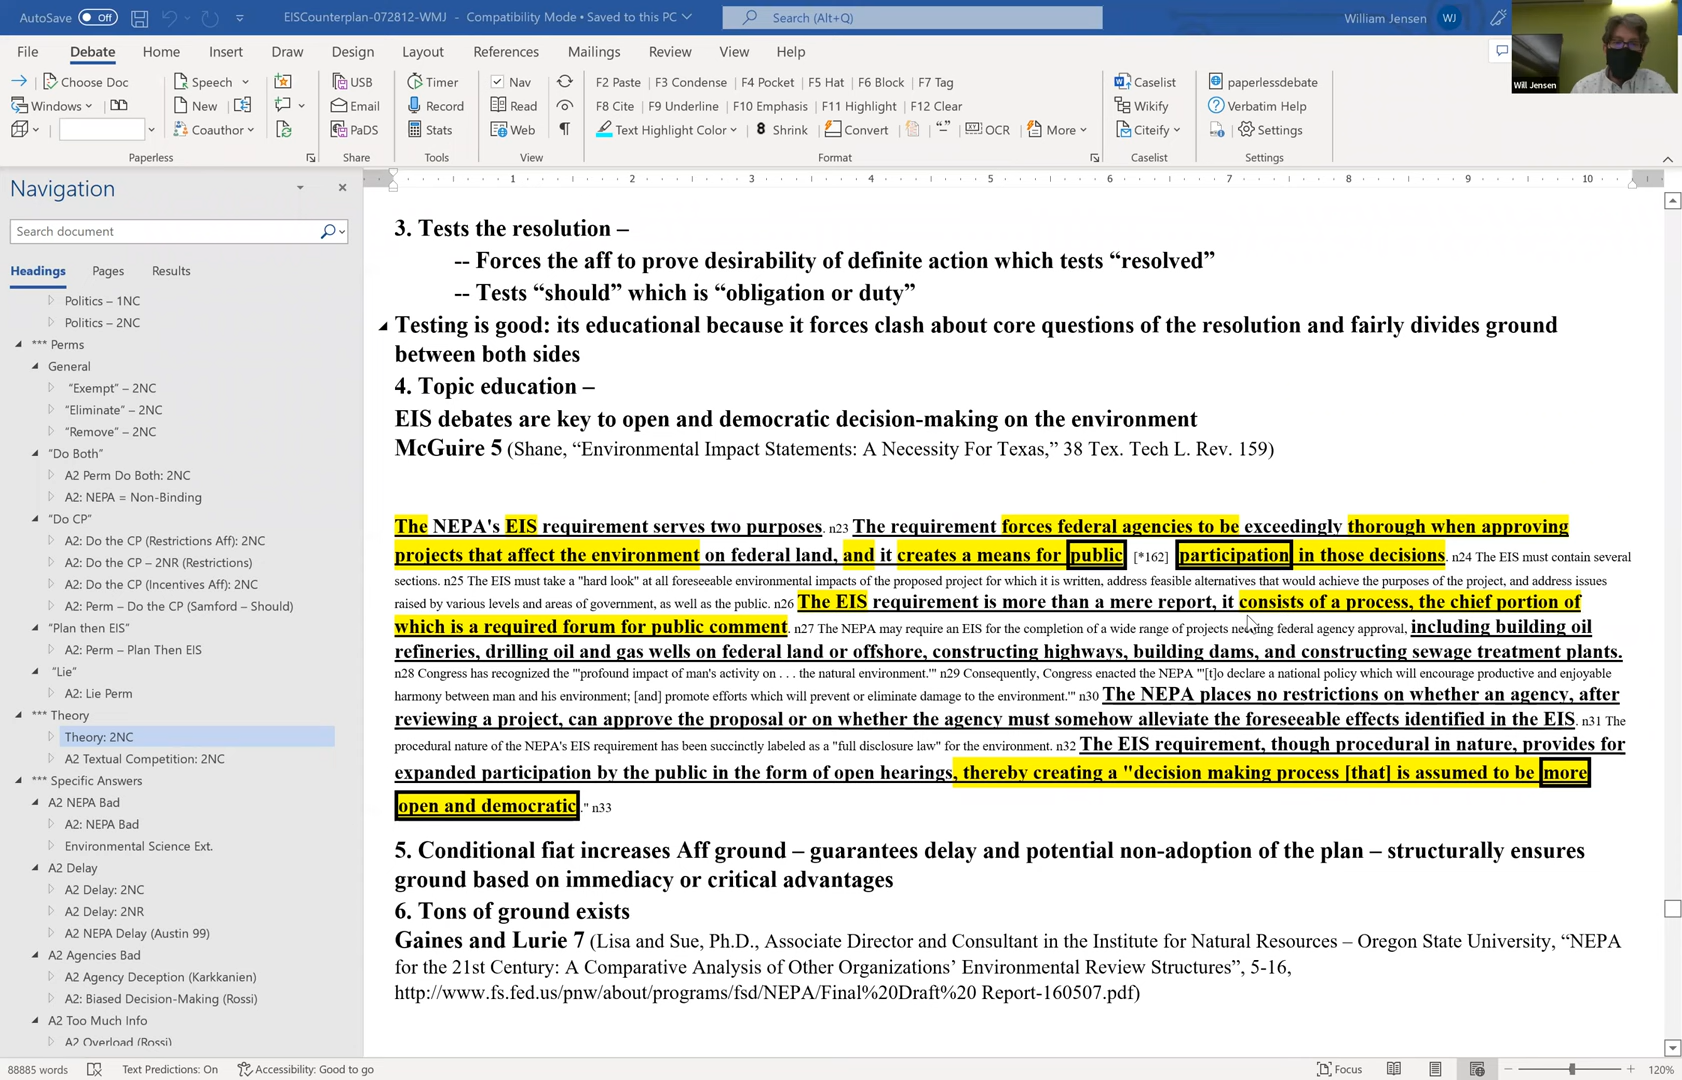 AutoSave Off EISCounterplan-072812-WMJ – Compatibility Mode • Saved to this PC Search (Alt+Q) William Jensen WJ
File Debate Home Insert Draw Design Layout References Mailings Review View Help
Will Jensen
Choose Doc Speech USB Timer Nav F2 Paste F3 Condense F4 Pocket F5 Hat F6 Block F7 Tag Caselist paperlessdebate
Windows New Email Record Read F8 Cite F9 Underline F10 Emphasis F11 Highlight F12 Clear Wikify Verbatim Help
Coauthor PaDS Stats Web Text Highlight Color 8 Shrink Convert OCR More Citeify Settings
Paperless Share Tools View Format Caselist Settings
Navigation
Search document
Headings Pages Results
Politics – 1NC
Politics – 2NC
*** Perms
General
“Exempt” – 2NC
“Eliminate” – 2NC
“Remove” – 2NC
“Do Both”
A2 Perm Do Both: 2NC
A2: NEPA = Non-Binding
“Do CP”
A2: Do the CP (Restrictions Aff): 2NC
A2: Do the CP – 2NR (Restrictions)
A2: Do the CP (Incentives Aff): 2NC
A2: Perm – Do the CP (Samford – Should)
“Plan then EIS”
A2: Perm – Plan Then EIS
“Lie”
A2: Lie Perm
*** Theory
Theory: 2NC
A2 Textual Competition: 2NC
*** Specific Answers
A2 NEPA Bad
A2: NEPA Bad
Environmental Science Ext.
A2 Delay
A2 Delay: 2NC
A2 Delay: 2NR
A2 NEPA Delay (Austin 99)
A2 Agencies Bad
A2 Agency Deception (Karkkanien)
A2: Biased Decision-Making (Rossi)
A2 Too Much Info
A2 Overload (Rossi)
1 2 3 4 5 6 7 8 9 10
3. Tests the resolution –
-- Forces the aff to prove desirability of definite action which tests “resolved”
-- Tests “should” which is “obligation or duty”
Testing is good: its educational because it forces clash about core questions of the resolution and fairly divides ground
between both sides
4. Topic education –
EIS debates are key to open and democratic decision-making on the environment
McGuire 5 (Shane, “Environmental Impact Statements: A Necessity For Texas,” 38 Tex. Tech L. Rev. 159)
The NEPA's EIS requirement serves two purposes. n23 The requirement forces federal agencies to be exceedingly thorough when approving
projects that affect the environment on federal land, and it creates a means for public [*162] participation in those decisions. n24 The EIS must contain several
sections. n25 The EIS must take a "hard look" at all foreseeable environmental impacts of the proposed project for which it is written, address feasible alternatives that would achieve the purposes of the project, and address issues
raised by various levels and areas of government, as well as the public. n26 The EIS requirement is more than a mere report, it consists of a process, the chief portion of
which is a required forum for public comment. n27 The NEPA may require an EIS for the completion of a wide range of projects needing federal agency approval, including building oil
refineries, drilling oil and gas wells on federal land or offshore, constructing highways, building dams, and constructing sewage treatment plants.
n28 Congress has recognized the "'profound impact of man's activity on . . . the natural environment.'" n29 Consequently, Congress enacted the NEPA "'[t]o declare a national policy which will encourage productive and enjoyable
harmony between man and his environment; [and] promote efforts which will prevent or eliminate damage to the environment.'" n30 The NEPA places no restrictions on whether an agency, after
reviewing a project, can approve the proposal or on whether the agency must somehow alleviate the foreseeable effects identified in the EIS. n31 The
procedural nature of the NEPA's EIS requirement has been succinctly labeled as a "full disclosure law" for the environment. n32 The EIS requirement, though procedural in nature, provides for
expanded participation by the public in the form of open hearings, thereby creating a "decision making process [that] is assumed to be more
open and democratic." n33
5. Conditional fiat increases Aff ground – guarantees delay and potential non-adoption of the plan – structurally ensures
ground based on immediacy or critical advantages
6. Tons of ground exists
Gaines and Lurie 7 (Lisa and Sue, Ph.D., Associate Director and Consultant in the Institute for Natural Resources – Oregon State University, “NEPA
for the 21st Century: A Comparative Analysis of Other Organizations’ Environmental Review Structures”, 5-16,
http://www.fs.fed.us/pnw/about/programs/fsd/NEPA/Final%20Draft%20 Report-160507.pdf)
88885 words Text Predictions: On Accessibility: Good to go Focus 120%